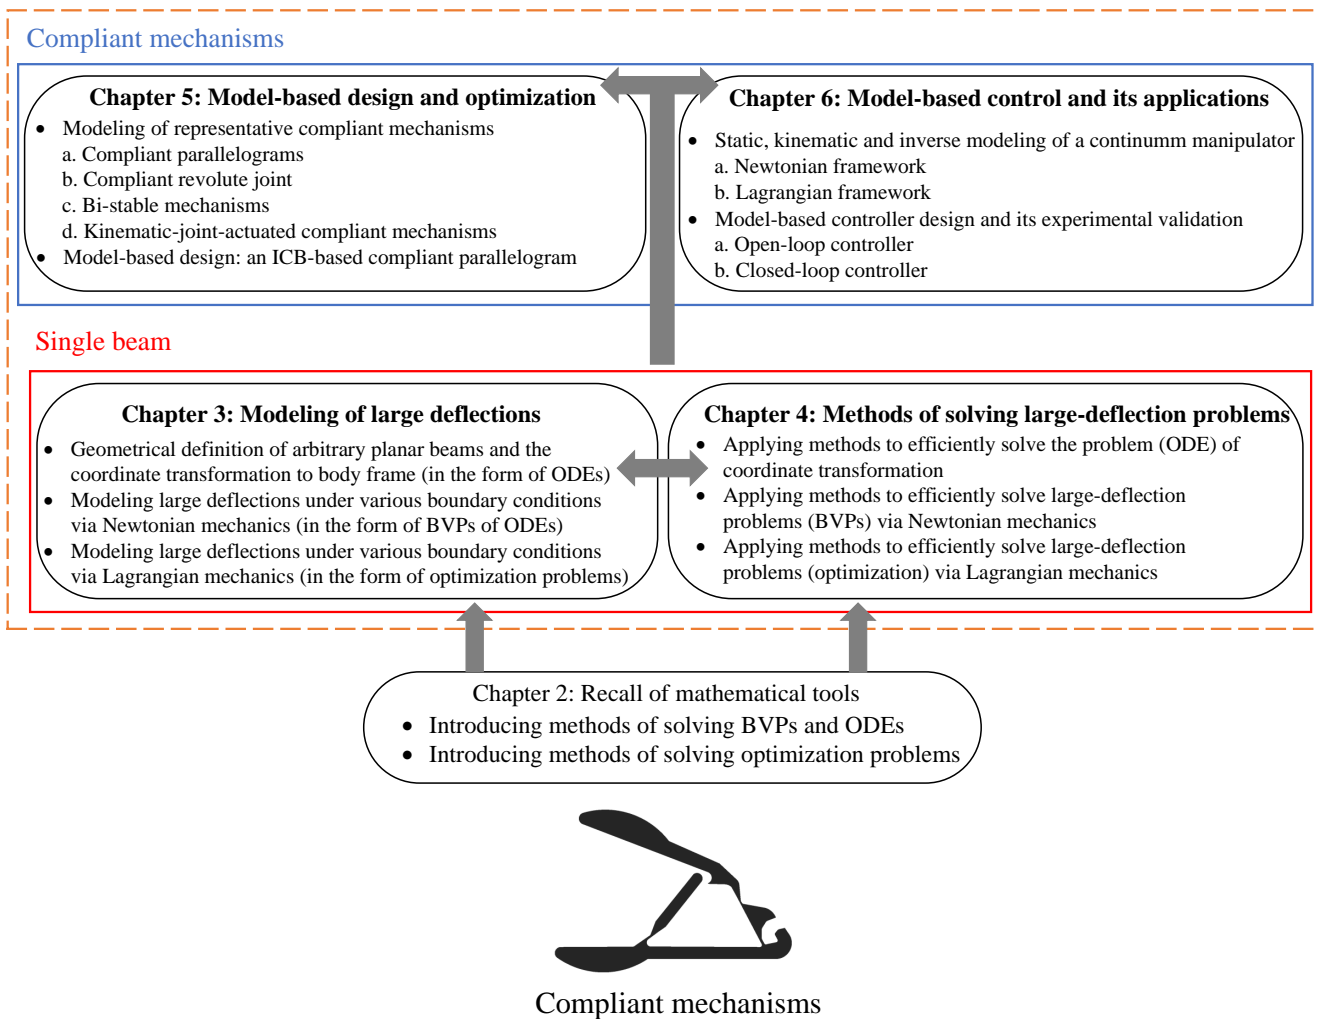 Compliant mechanisms
Chapter 5: Model-based design and optimization
• Modeling of representative compliant mechanisms
a. Compliant parallelograms
b. Compliant revolute joint
c. Bi-stable mechanisms
d. Kinematic-joint-actuated compliant mechanisms
• Model-based design: an ICB-based compliant parallelogram
Chapter 6: Model-based control and its applications
• Static, kinematic and inverse modeling of a continumm manipulator
a. Newtonian framework
b. Lagrangian framework
• Model-based controller design and its experimental validation
a. Open-loop controller
b. Closed-loop controller
Single beam
Chapter 3: Modeling of large deflections
• Geometrical definition of arbitrary planar beams and the
coordinate transformation to body frame (in the form of ODEs)
• Modeling large deflections under various boundary conditions
via Newtonian mechanics (in the form of BVPs of ODEs)
• Modeling large deflections under various boundary conditions
via Lagrangian mechanics (in the form of optimization problems)
Chapter 4: Methods of solving large-deflection problems
• Applying methods to efficiently solve the problem (ODE) of
coordinate transformation
• Applying methods to efficiently solve large-deflection
problems (BVPs) via Newtonian mechanics
• Applying methods to efficiently solve large-deflection
problems (optimization) via Lagrangian mechanics
Chapter 2: Recall of mathematical tools
• Introducing methods of solving BVPs and ODEs
• Introducing methods of solving optimization problems
Compliant mechanisms